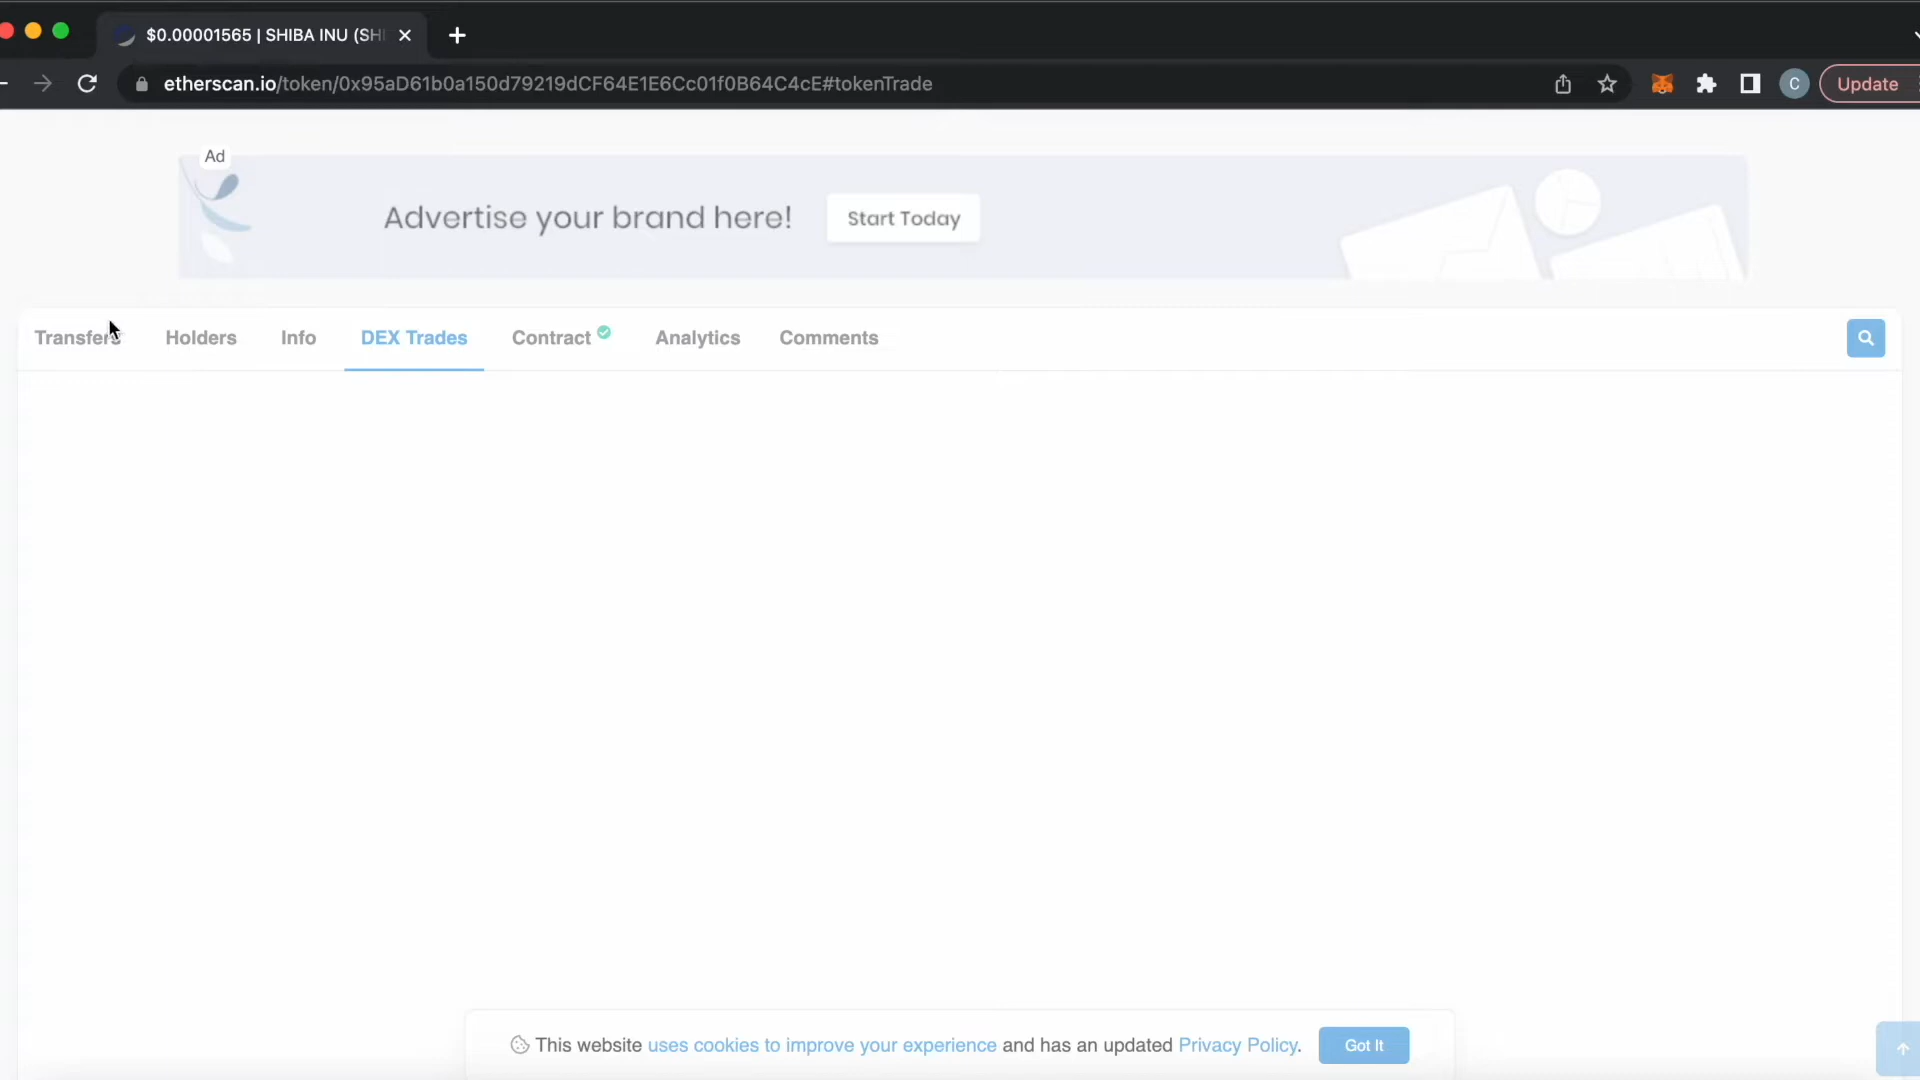 $0.00001565 | SHIBA INU (SHI
etherscan.io/token/0x95aD61b0a150d79219dCF64E1E6Cc01f0B64C4cE#tokenTrade
C
Update
Ad
Advertise your brand here!
Start Today
Transfers
Holders
Info
DEX Trades
Contract
Analytics
Comments
This website uses cookies to improve your experience and has an updated Privacy Policy.
Got It